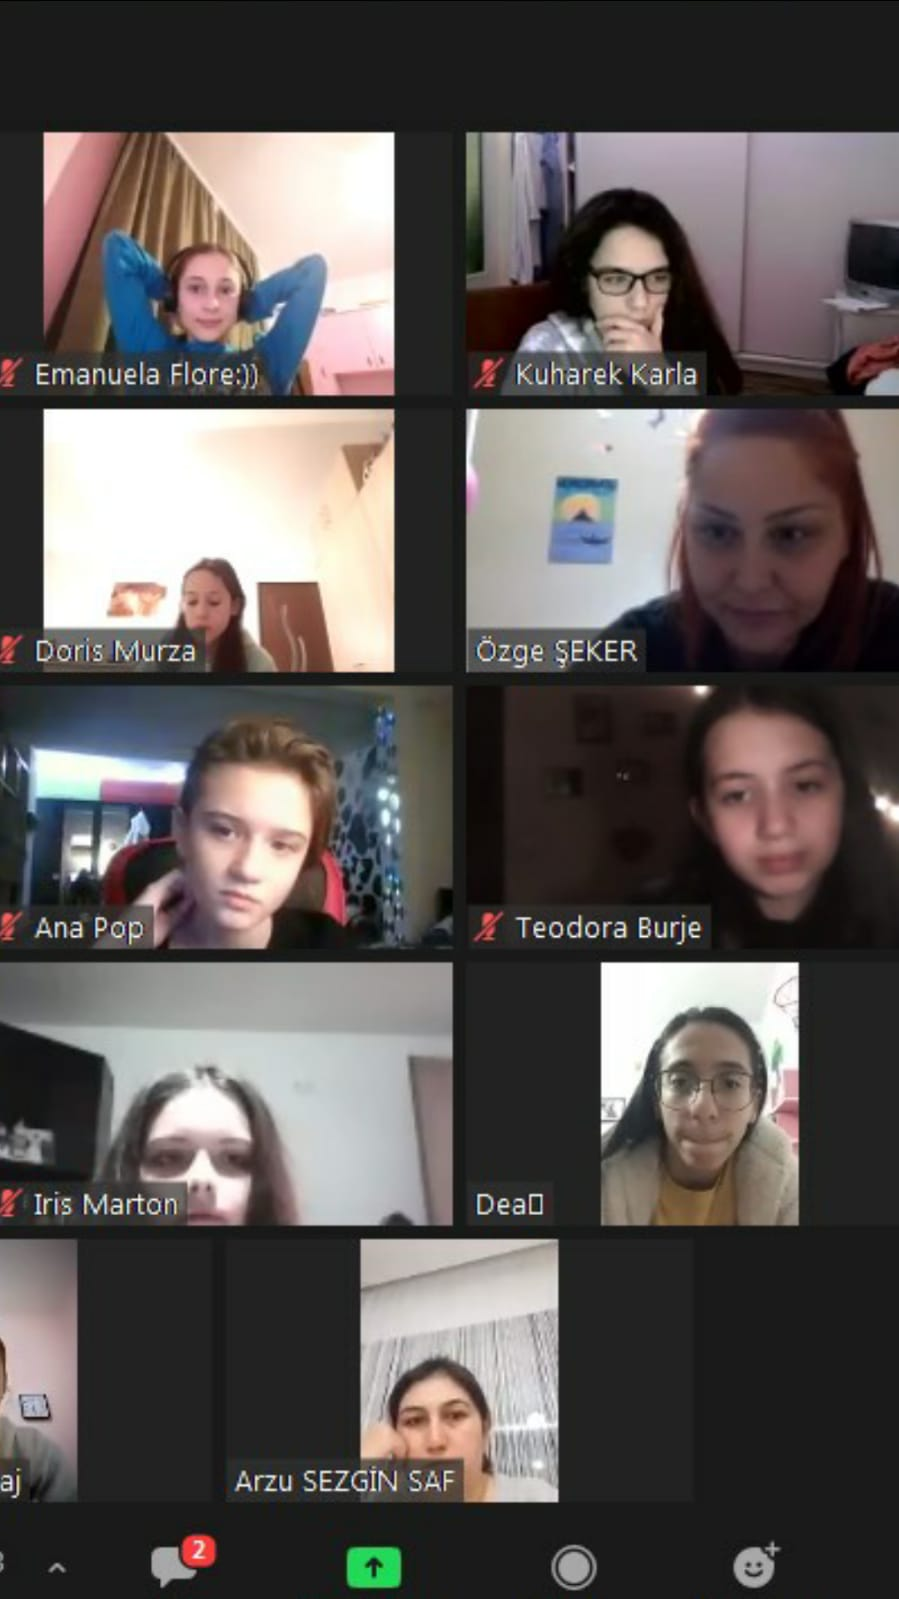 Emanuela Flore:))
Kuharek Karla
Doris Murza
Özge ŞEKER
Ana Pop
Teodora Burje
Iris Marton
Dea
aj
Arzu SEZGİN SAF
2